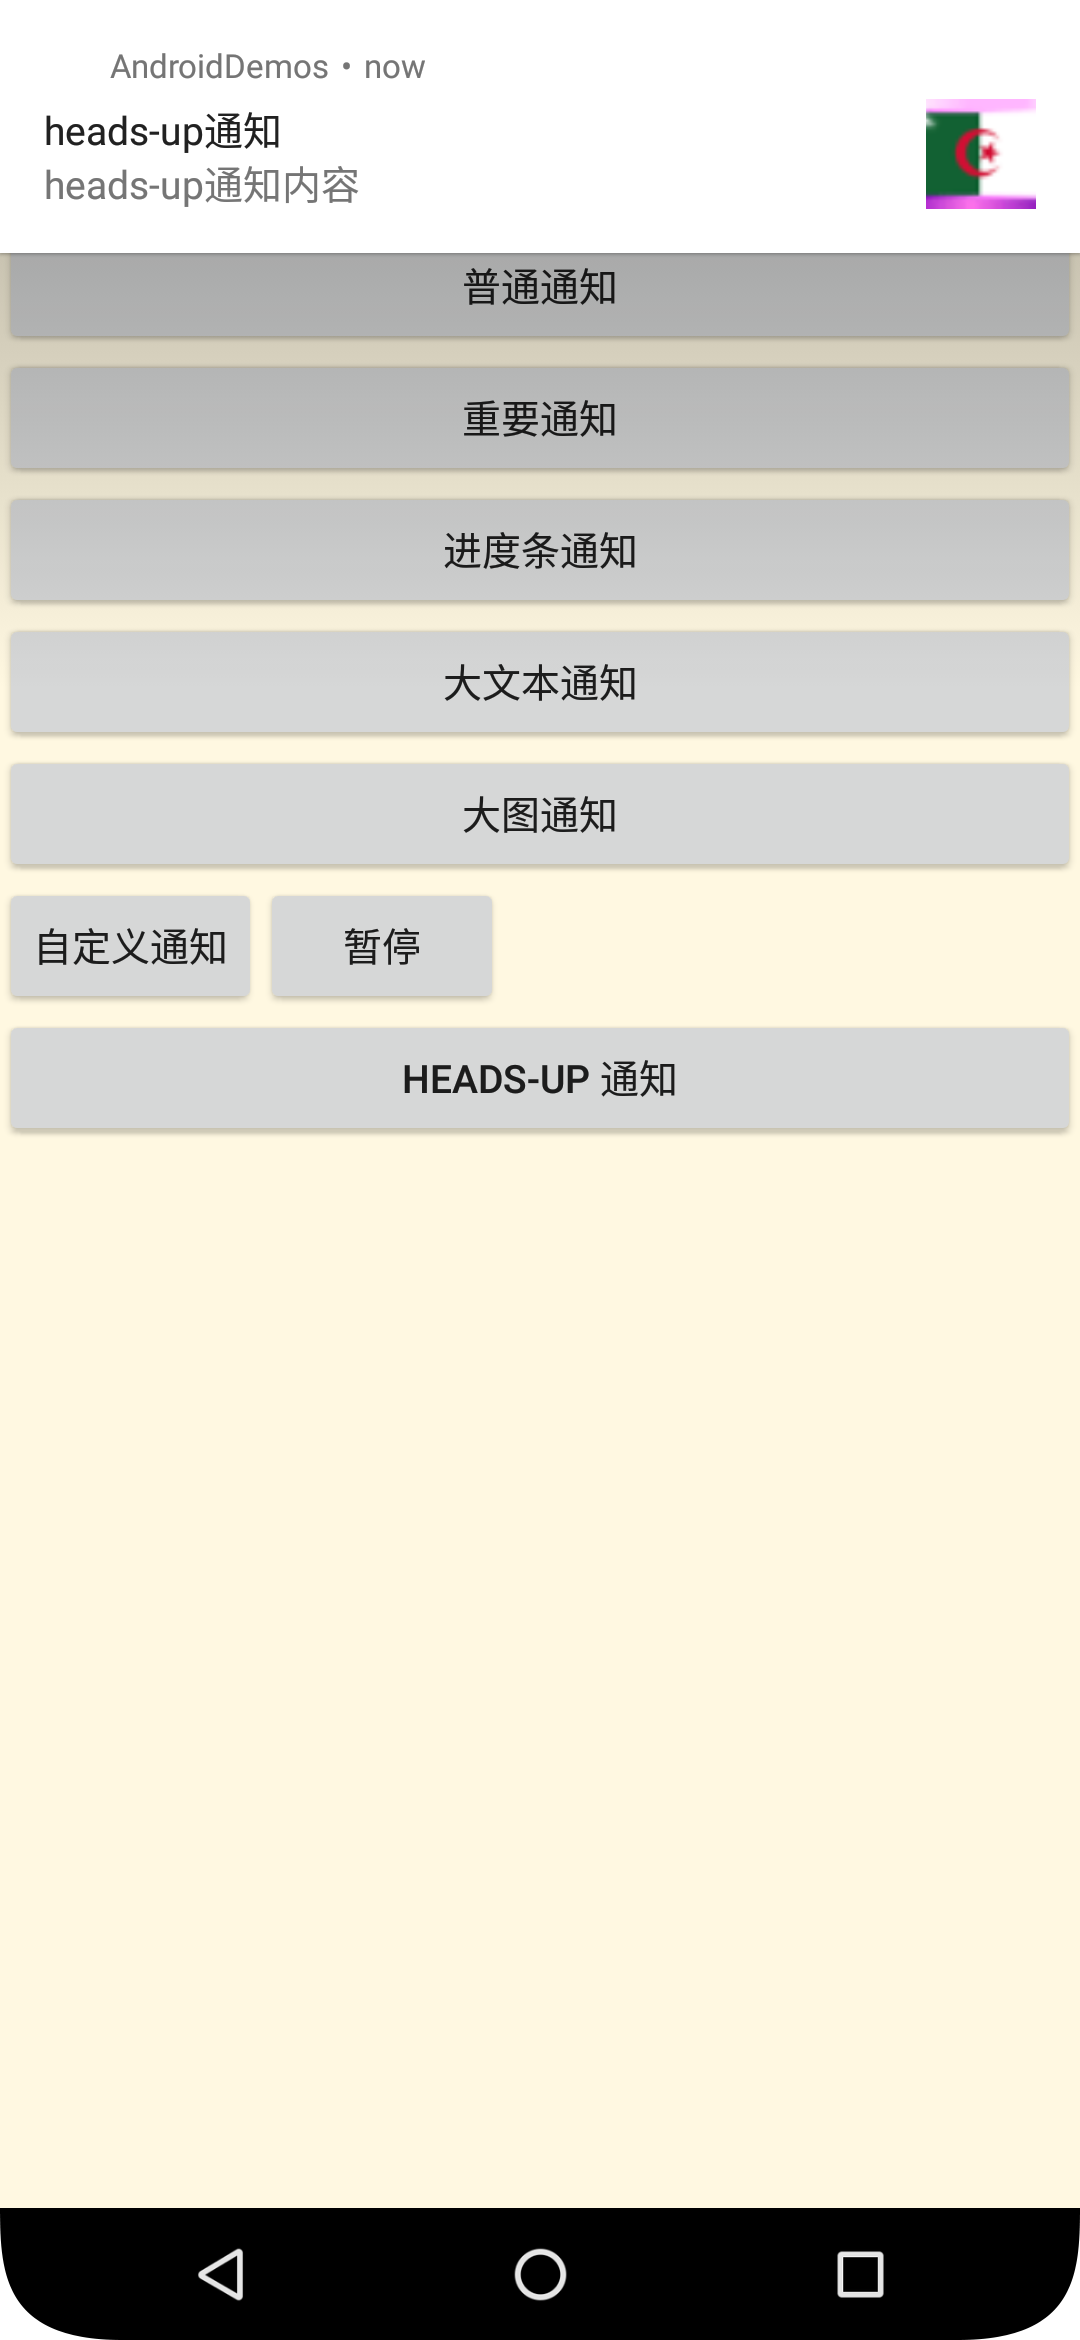 AndroidDemos • now
heads-up通知
heads-up通知内容
普通通知
重要通知
进度条通知
大文本通知
大图通知
自定义通知 暂停
HEADS-UP 通知